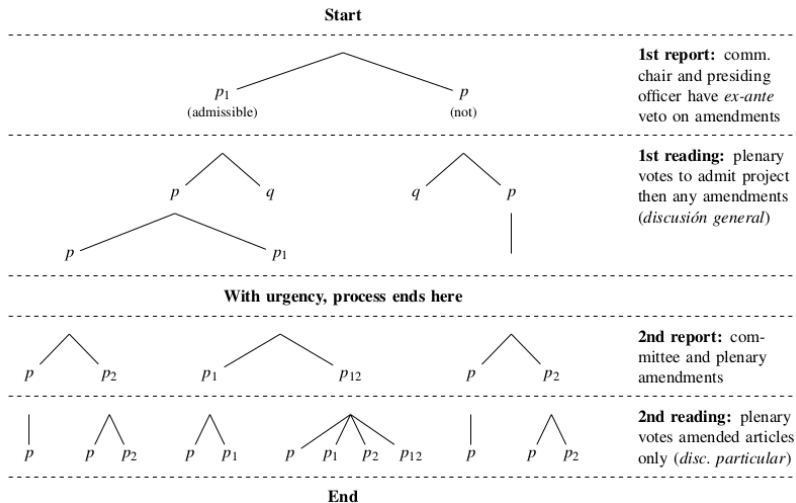 Start
p1 p
(admissible) (not)
1st report: comm.
chair and presiding
officer have ex-ante
veto on amendments
p q q p
p p1
1st reading: plenary
votes to admit project
then any amendments
(discusión general)
With urgency, process ends here
p p2 p1 p12 p p2
2nd report: com-
mittee and plenary
amendments
p p p2 p p1 p p1 p2 p12 p p p2
2nd reading: plenary
votes amended articles
only (disc. particular)
End